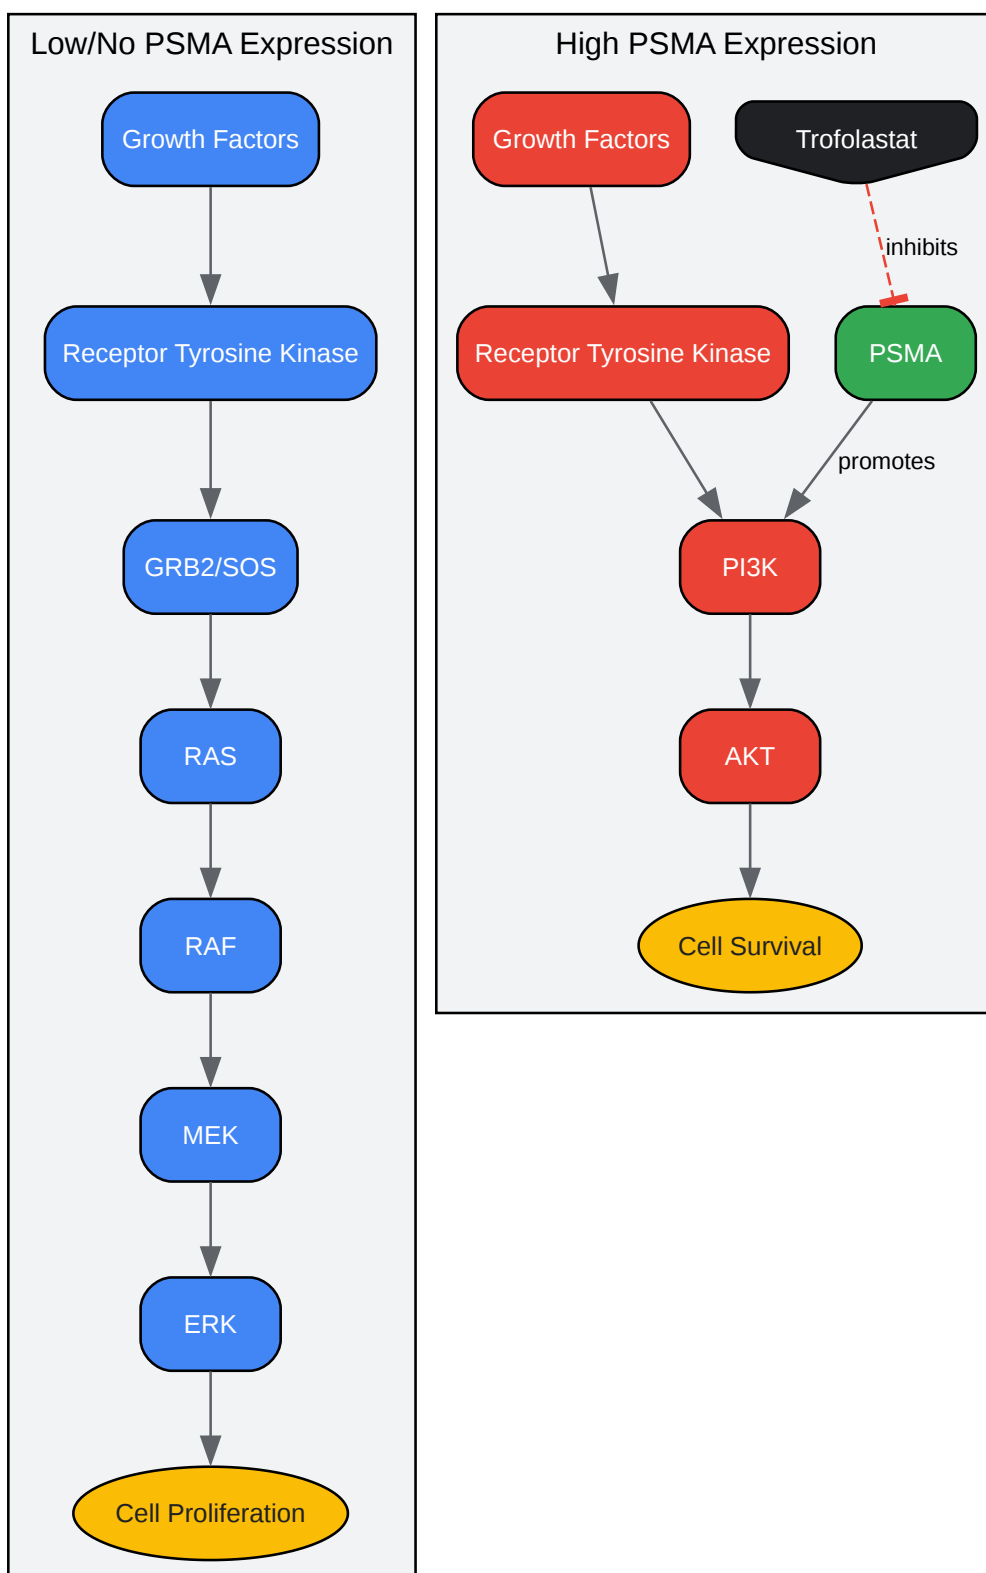 Low/No PSMA Expression
Growth Factors
Receptor Tyrosine Kinase
GRB2/SOS
RAS
RAF
MEK
ERK
Cell Proliferation
High PSMA Expression
Growth Factors
Trofolastat
inhibits
Receptor Tyrosine Kinase
PSMA
promotes
PI3K
AKT
Cell Survival